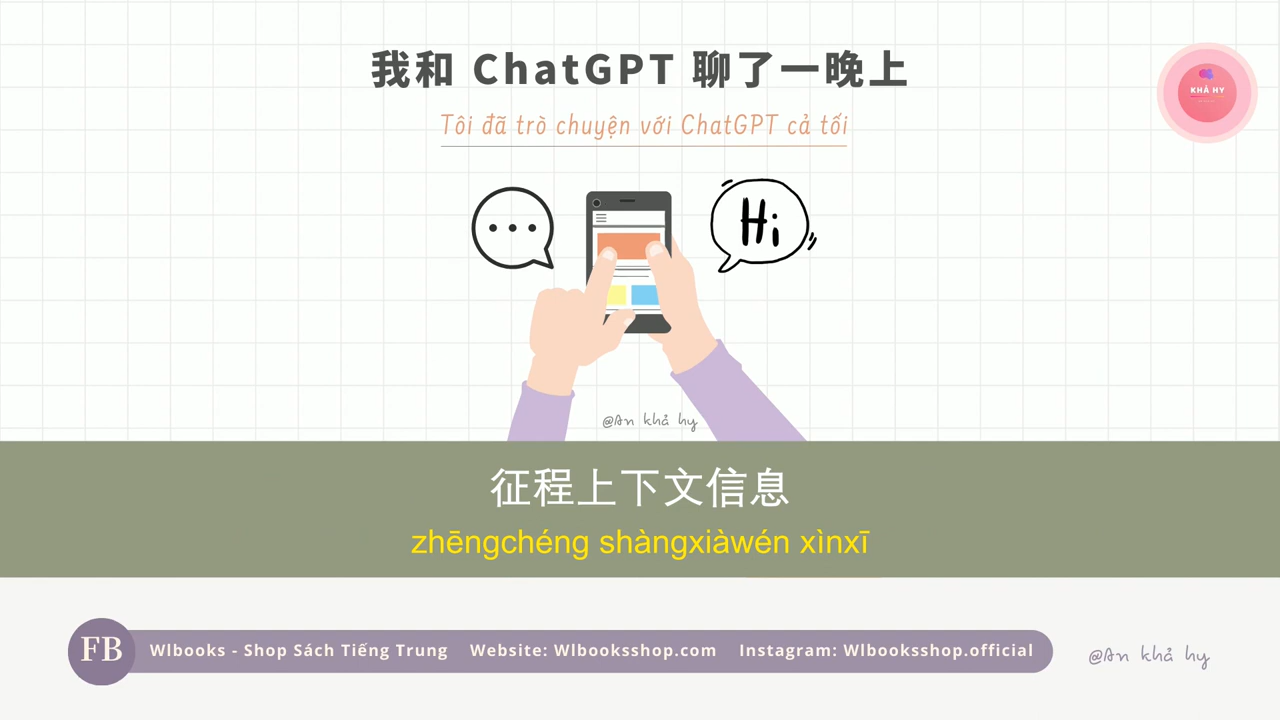 我和 ChatGPT 聊了一晚上
Tôi đã trò chuyện với ChatGPT cả tối
KHẢ HY
Hi
@An khả hy
征程上下文信息
zhēngchéng shàngxiàwén xìnxī
FB
Wlbooks - Shop Sách Tiếng Trung Website: Wlbooksshop.com Instagram: Wlbooksshop.official
@An khả hy